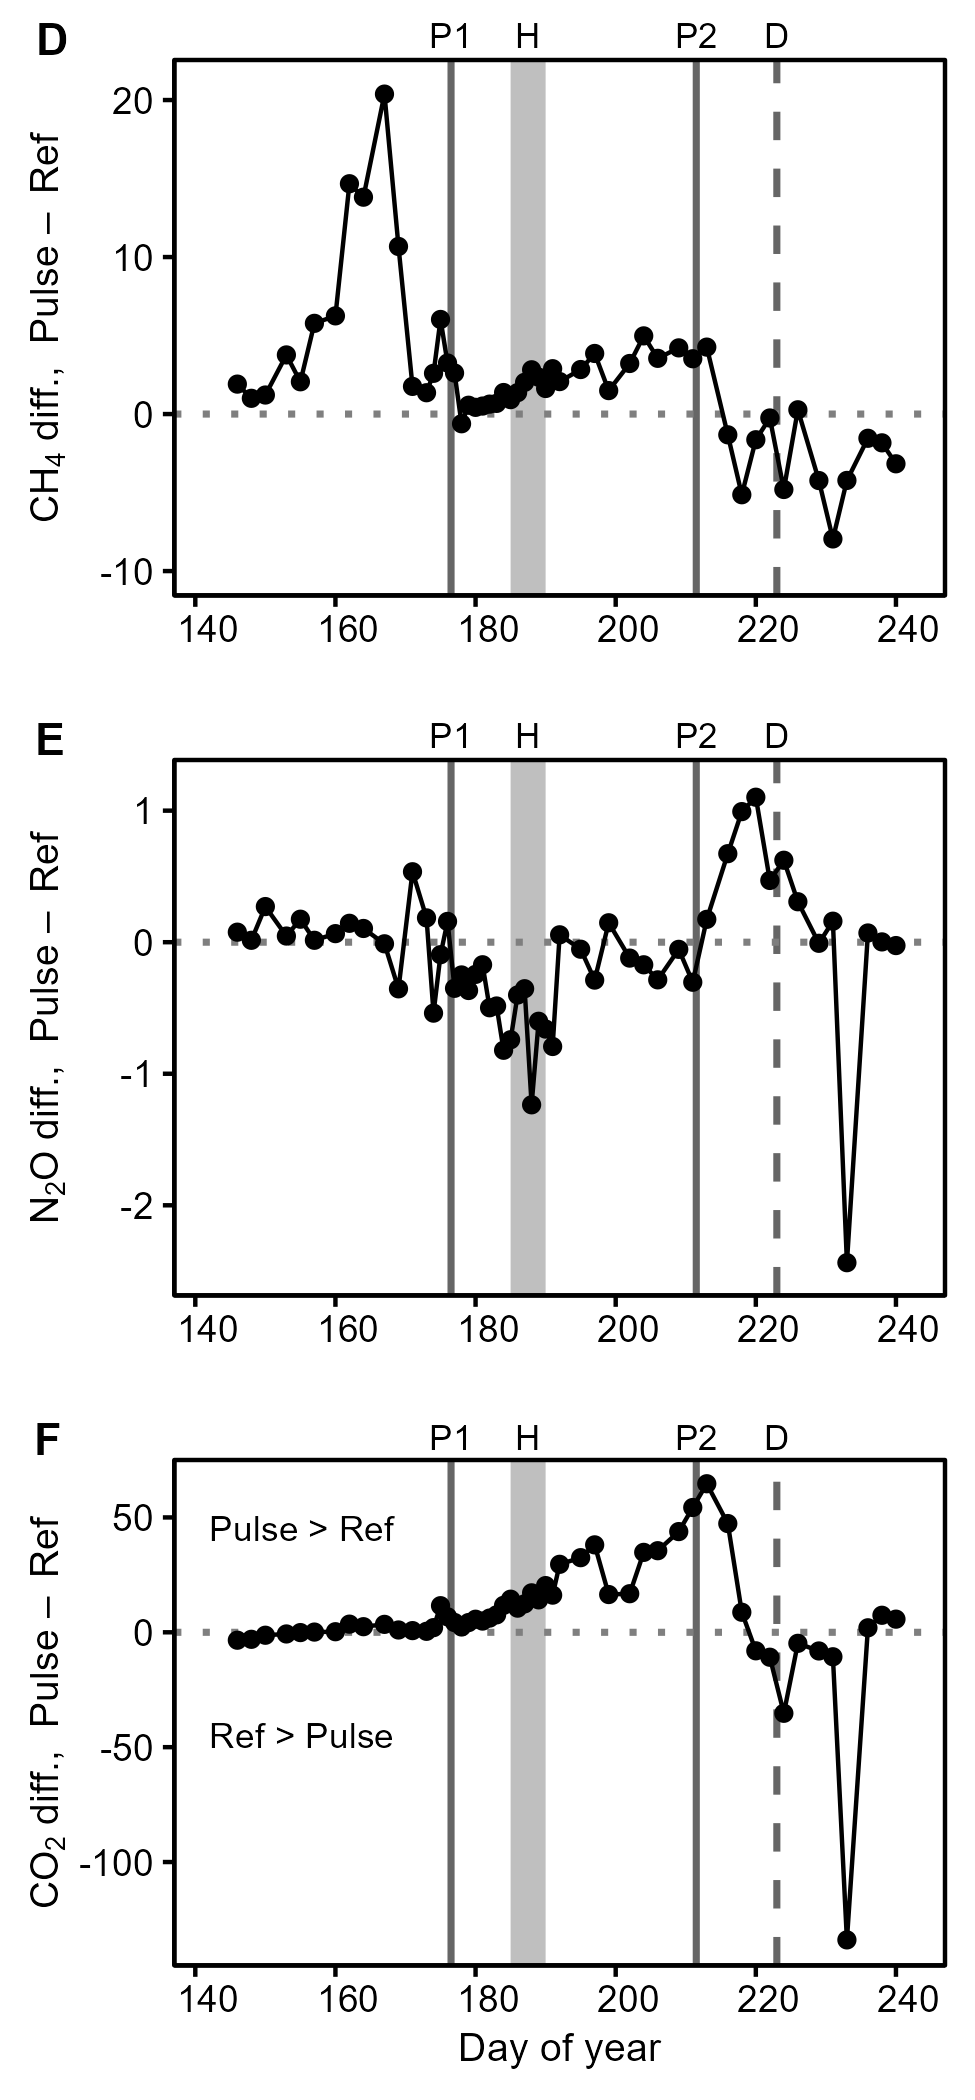 D
P1 H P2 D
CH4 diff., Pulse – Ref
20
10
0
-10
140 160 180 200 220 240
E
P1 H P2 D
N2O diff., Pulse – Ref
1
0
-1
-2
140 160 180 200 220 240
F
P1 H P2 D
CO2 diff., Pulse – Ref
50
0
-50
-100
Pulse > Ref
Ref > Pulse
140 160 180 200 220 240
Day of year